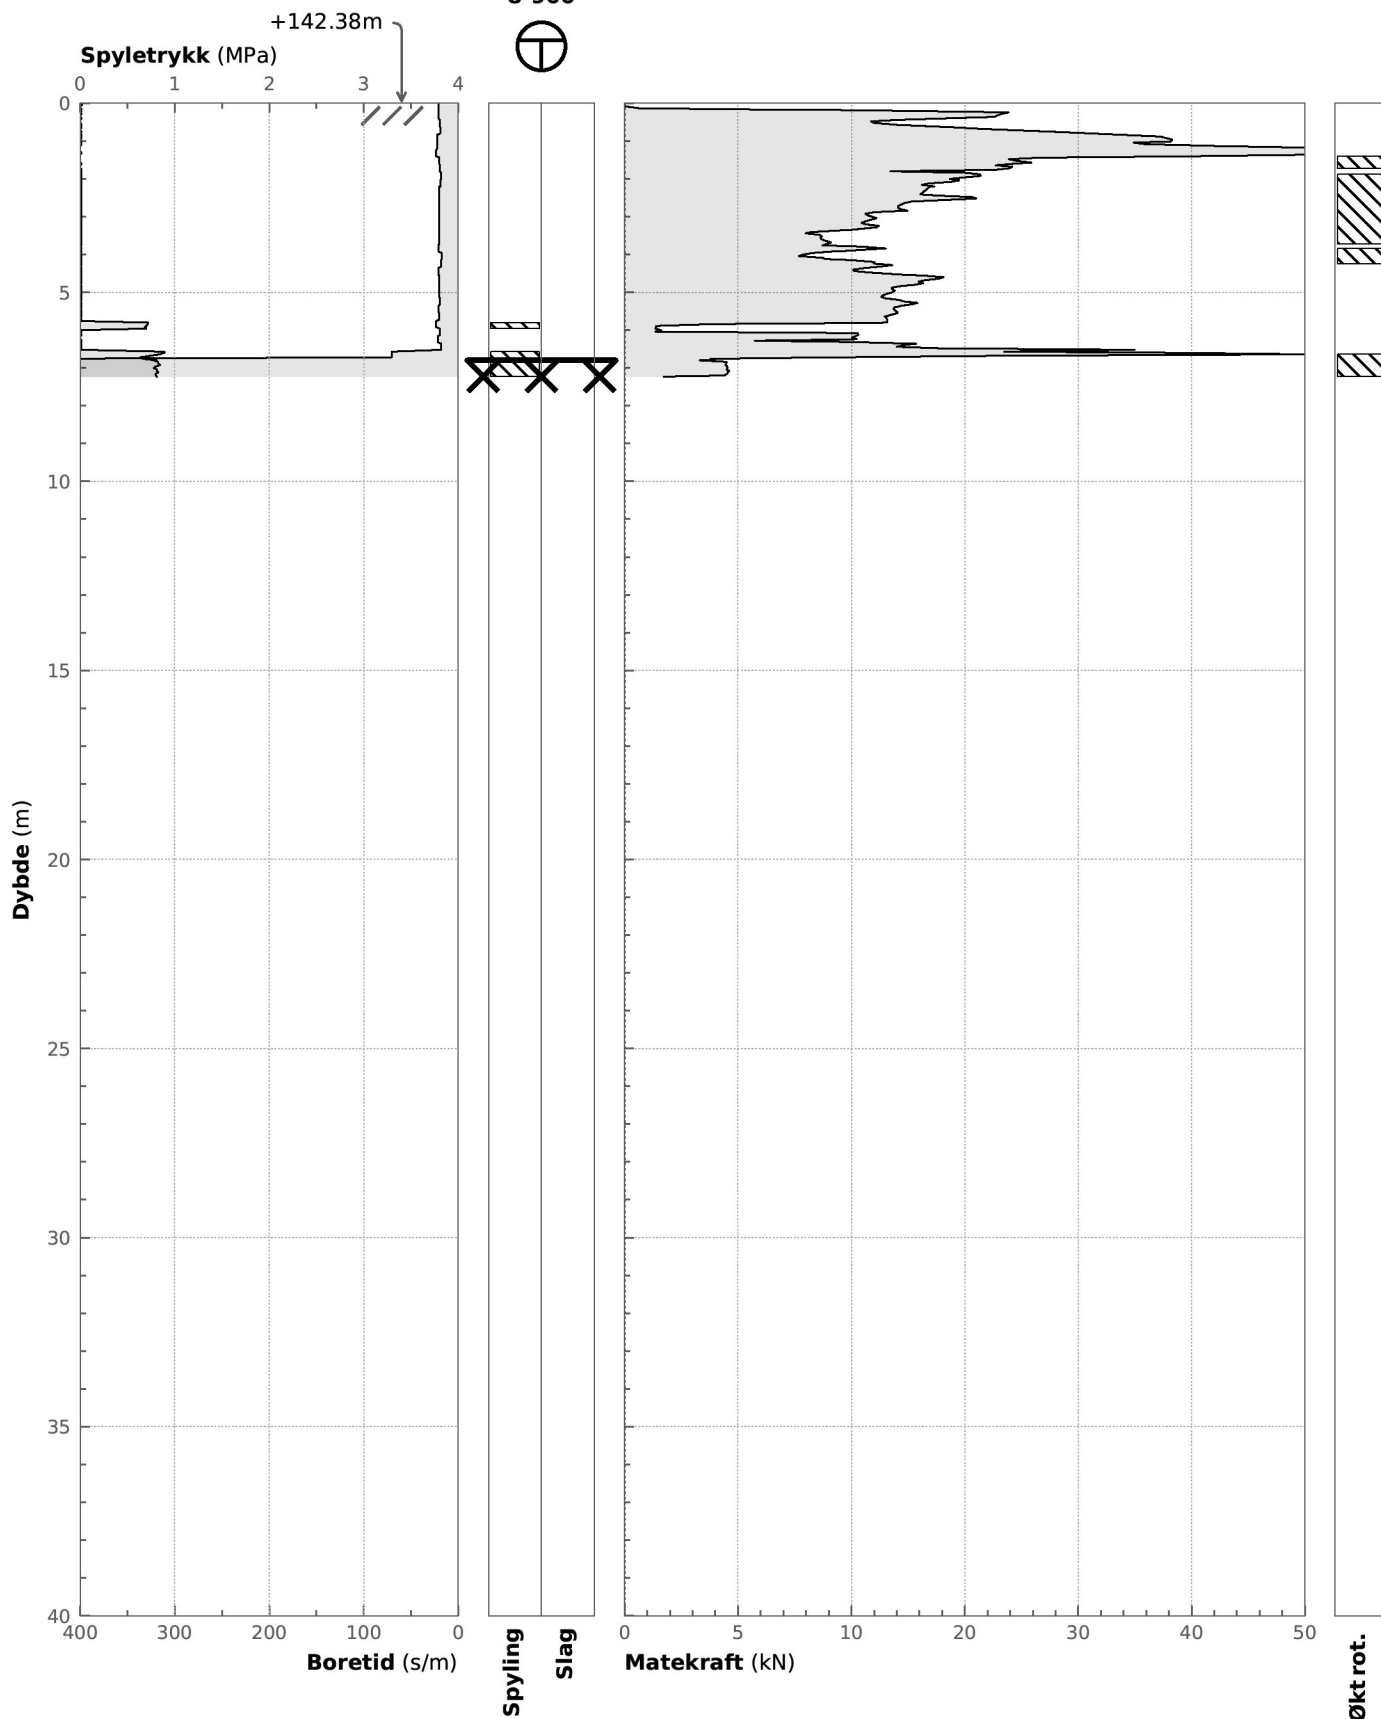 +142.38m
Spyletrykk (MPa)
0 1 2 3 4
0
5
10
15
20
25
30
35
40
Dybde (m)
400 300 200 100 0
Boretid (s/m)
Spyling
Slag
0 5 10 20 30 40 50
Matekraft (kN)
Økt rot.